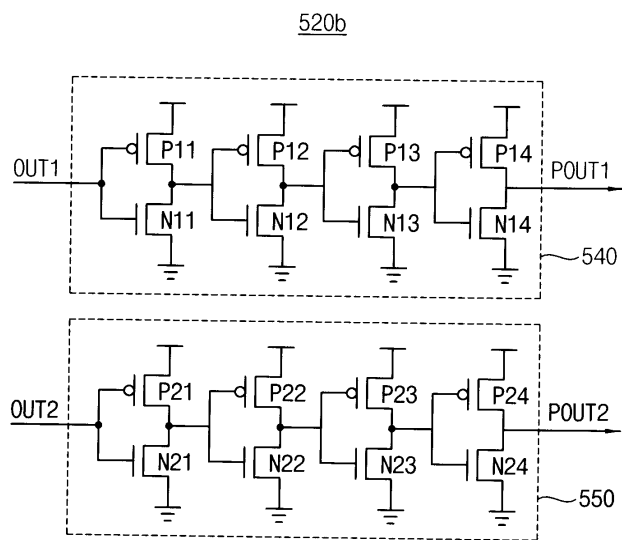 520b
P11 P12 P13 P14
OUT1 POUT1
N11 N12 N13 N14
540
P21 P22 P23 P24
OUT2 POUT2
N21 N22 N23 N24
550